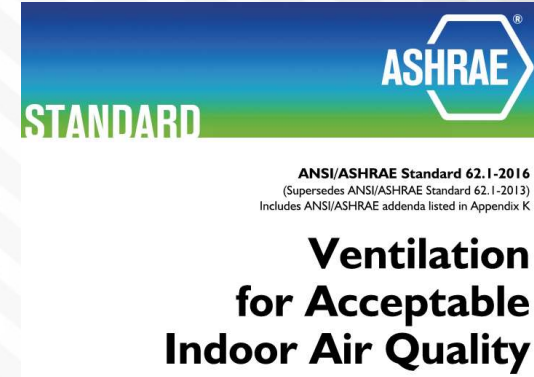 ASHRAE®
STANDARD
ANSI/ASHRAE Standard 62.1-2016
(Supersedes ANSI/ASHRAE Standard 62.1-2013)
Includes ANSI/ASHRAE addenda listed in Appendix K
Ventilation
for Acceptable
Indoor Air Quality